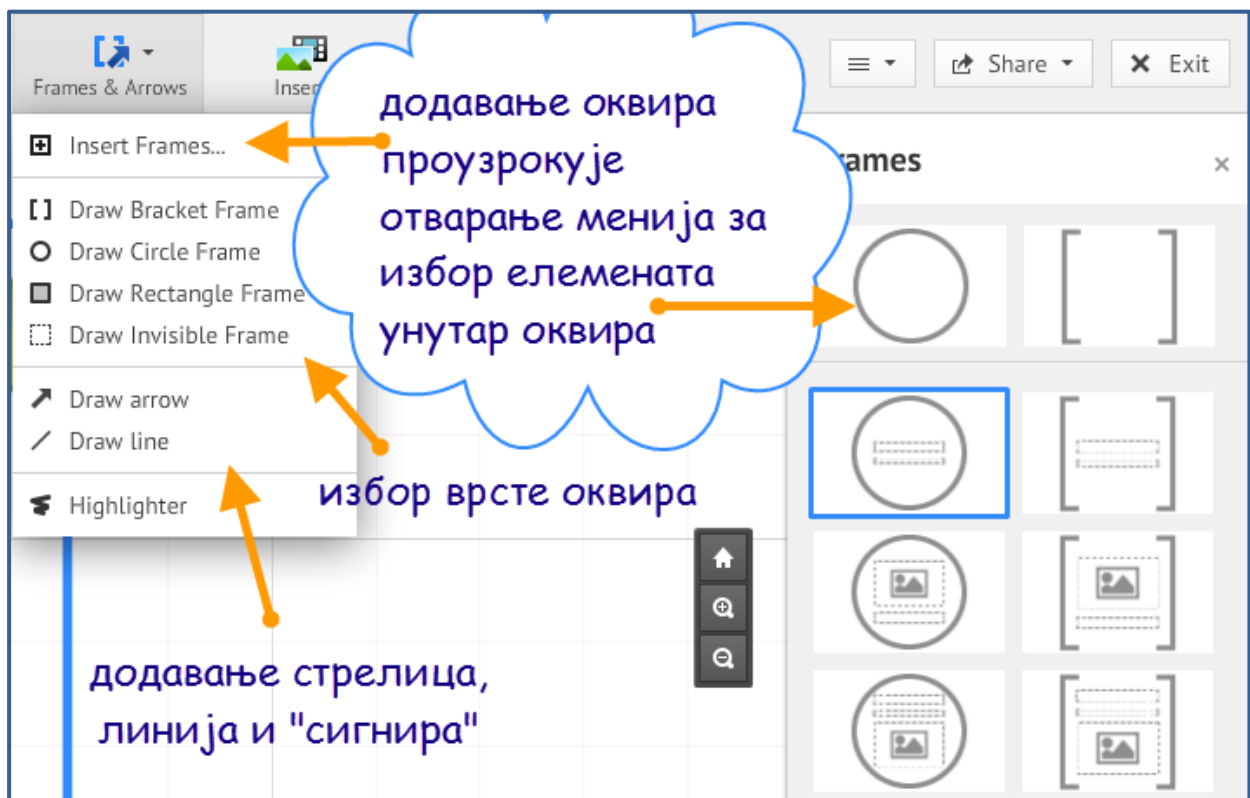 Frames & Arrows
Inser
Share
Exit
Insert Frames...
Draw Bracket Frame
Draw Circle Frame
Draw Rectangle Frame
Draw Invisible Frame
Draw arrow
Draw line
Highlighter
додавање оквира
проузрокује
отварање менија за
избор елемената
унутар оквира
rames
избор врсте оквира
додавање стрелица,
линија и "сигнира"